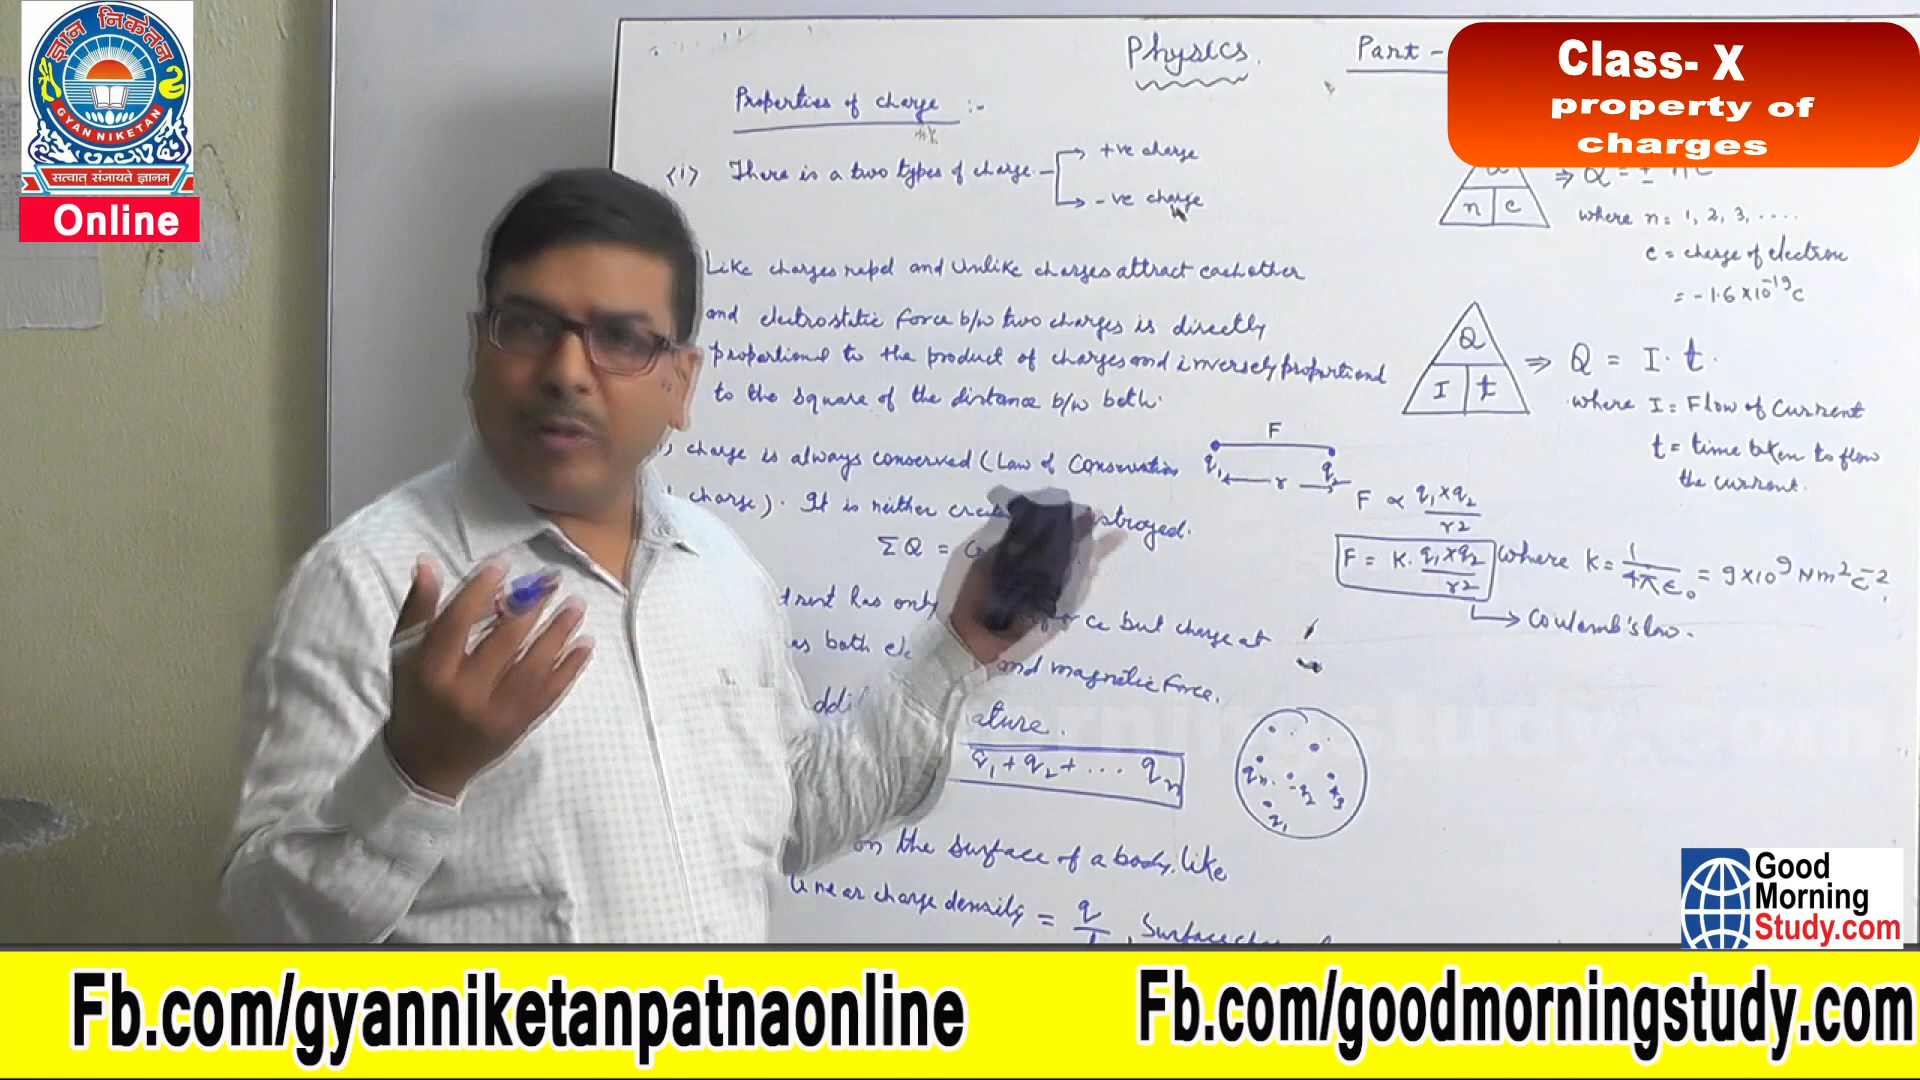 ज्ञान निकेतन
GYAN NIKETAN
सत्वात् संजायते ज्ञानम्
Online
Class- X
property of
charges
Physics.
Part -
Properties of charge :-
(i) There is a two types of charge -
+ve charge
-ve charge
Like charges repel and unlike charges attract each other
and electrostatic force b/w two charges is directly
proportional to the product of charges and inversely proportional
to the square of the distance b/w both.
charge is always conserved (Law of Conservation
charge). It is neither
ΣQ =
has only
but charge at
both
and magnetic force.
q1 + q2 + ... qn
on the surface of a body, like
linear charge density = q
n e
⇒ Q = ± ne
where n = 1, 2, 3, ....
e = charge of electron
= -1.6 × 10^-19 C
Q
I t
⇒ Q = I . t .
where I = Flow of current
t = time taken to flow
the current.
F
q1 r q2
F ∝ q1 × q2 / r2
F = K. q1 × q2 / r2 where K = 1 / 4πε0 = 9 × 10^9 Nm^2 c^-2.
Coulomb's law.
qn q2 q3
q1
Good
Morning
Study.com
Fb.com/gyanniketanpatnaonline
Fb.com/goodmorningstudy.com